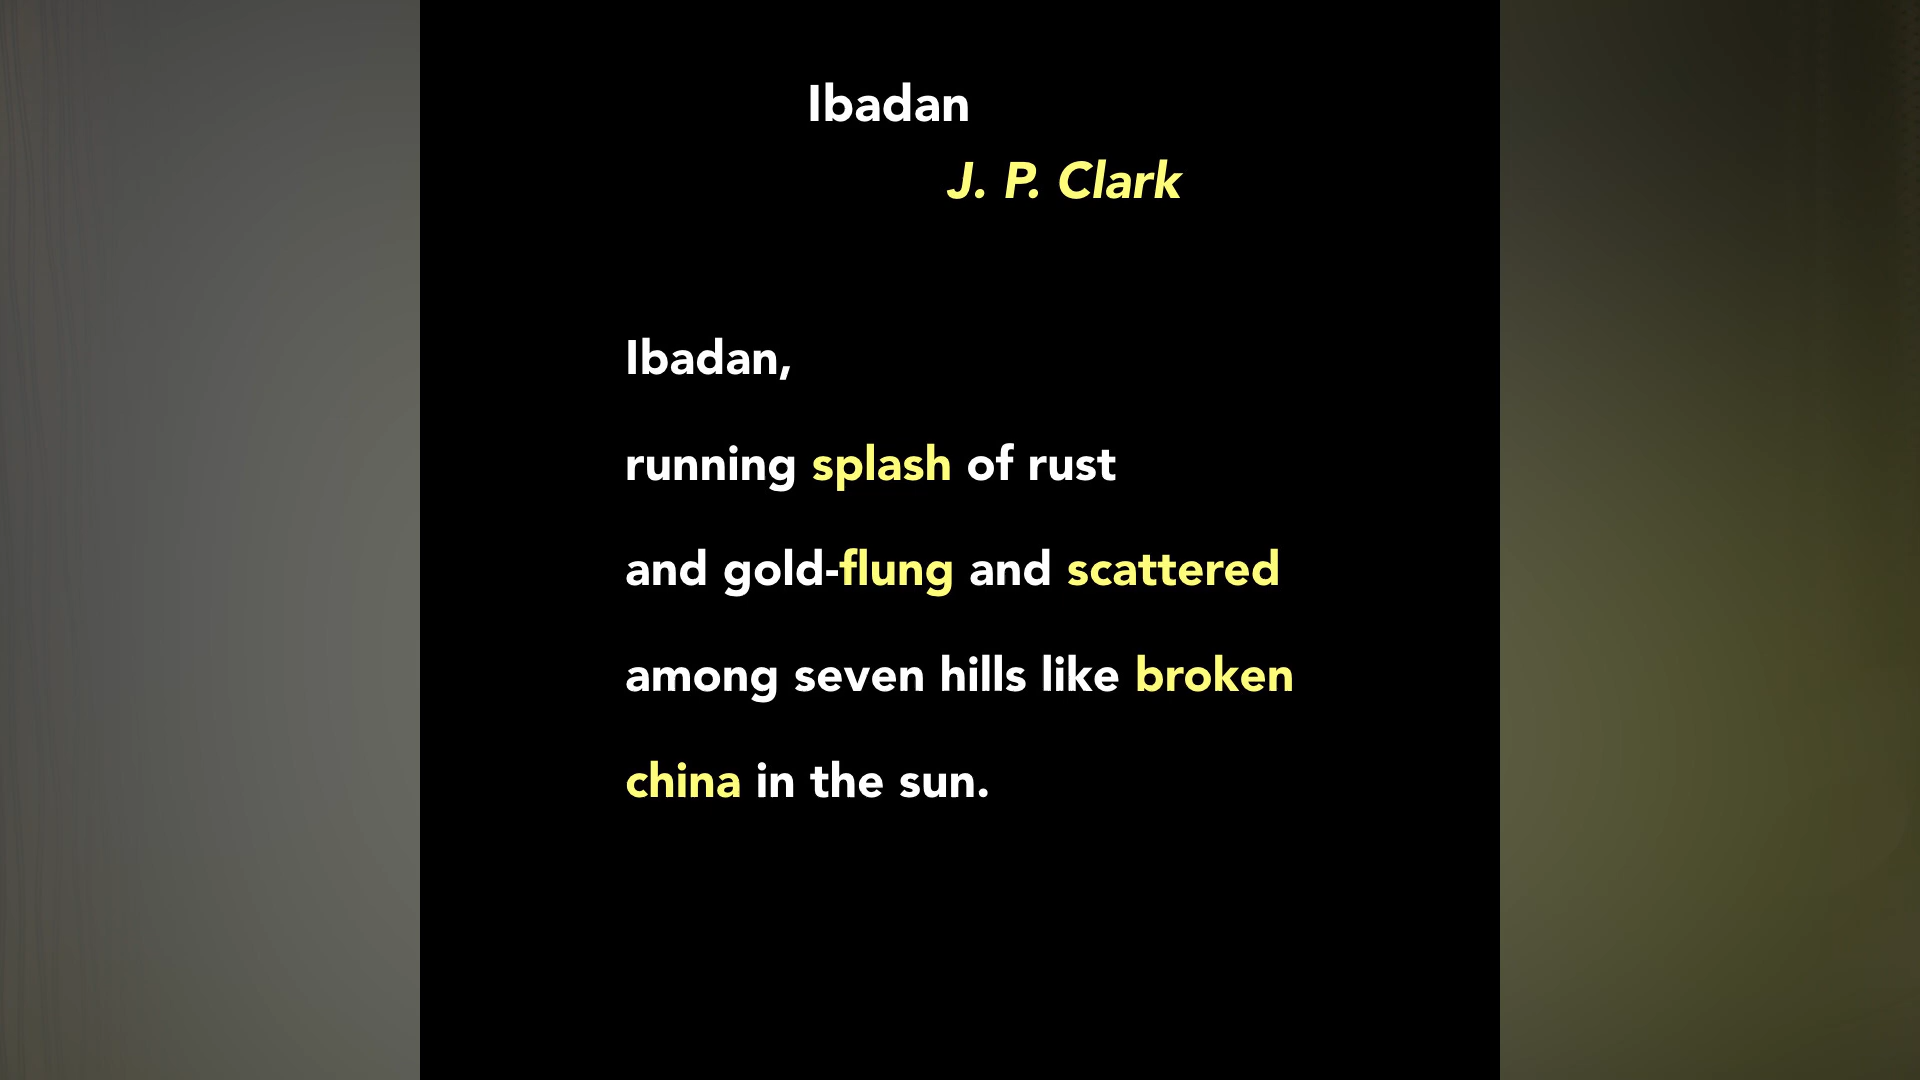 Ibadan
J. P. Clark
Ibadan,
running splash of rust
and gold-flung and scattered
among seven hills like broken
china in the sun.